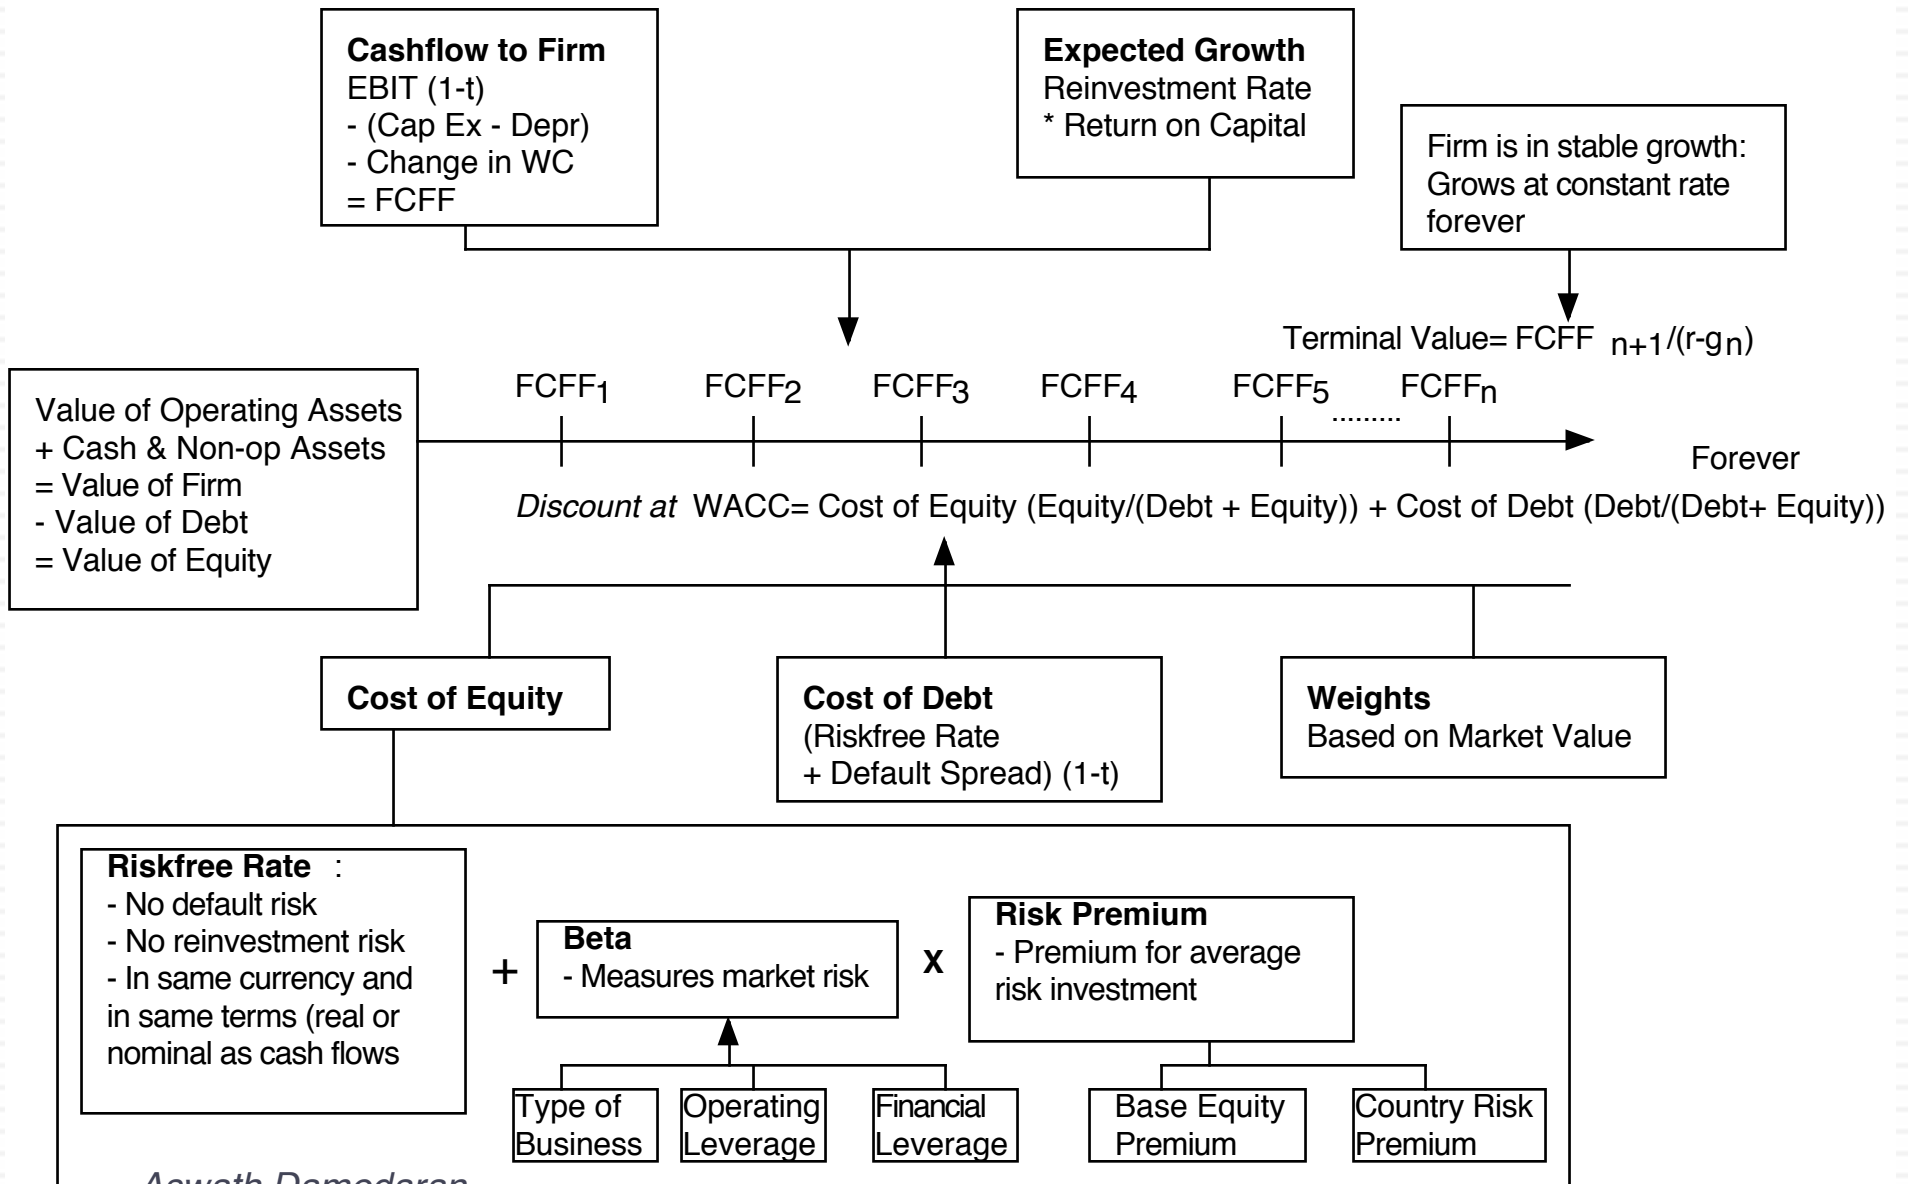 Cashflow to Firm
EBIT (1-t)
- (Cap Ex - Depr)
- Change in WC
= FCFF
Expected Growth
Reinvestment Rate
* Return on Capital
Firm is in stable growth:
Grows at constant rate
forever
Terminal Value= FCFF n+1/(r-gn)
FCFF1 FCFF2 FCFF3 FCFF4 FCFF5 ......... FCFFn
Forever
Value of Operating Assets
+ Cash & Non-op Assets
= Value of Firm
- Value of Debt
= Value of Equity
Discount at WACC= Cost of Equity (Equity/(Debt + Equity)) + Cost of Debt (Debt/(Debt+ Equity))
Cost of Equity
Cost of Debt
(Riskfree Rate
+ Default Spread) (1-t)
Weights
Based on Market Value
Riskfree Rate :
- No default risk
- No reinvestment risk
- In same currency and
in same terms (real or
nominal as cash flows
+
Beta
- Measures market risk
X
Risk Premium
- Premium for average
risk investment
Type of
Business
Operating
Leverage
Financial
Leverage
Base Equity
Premium
Country Risk
Premium
Aswath Damodaran